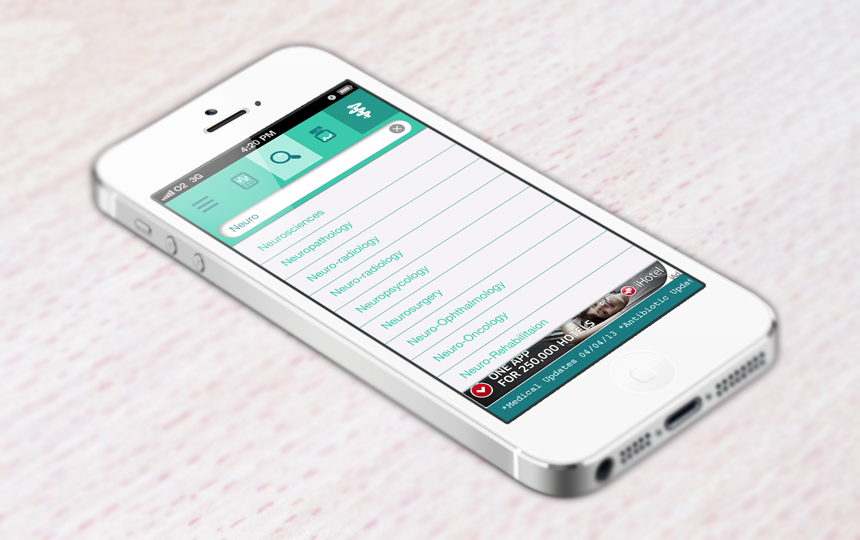 O2 3G 4:20 PM
Neuro
Neurosciences
Neuropathology
Neuro-radiology
Neuro-radiology
Neuropsycology
Neurosurgery
Neuro-Ophthalmology
Neuro-Oncology
Neuro-Rehabilitaion
iHotel
ONE APP
FOR 250,000 HOTELS
*Medical Updates 04/04/13 *Antibiotic Updat